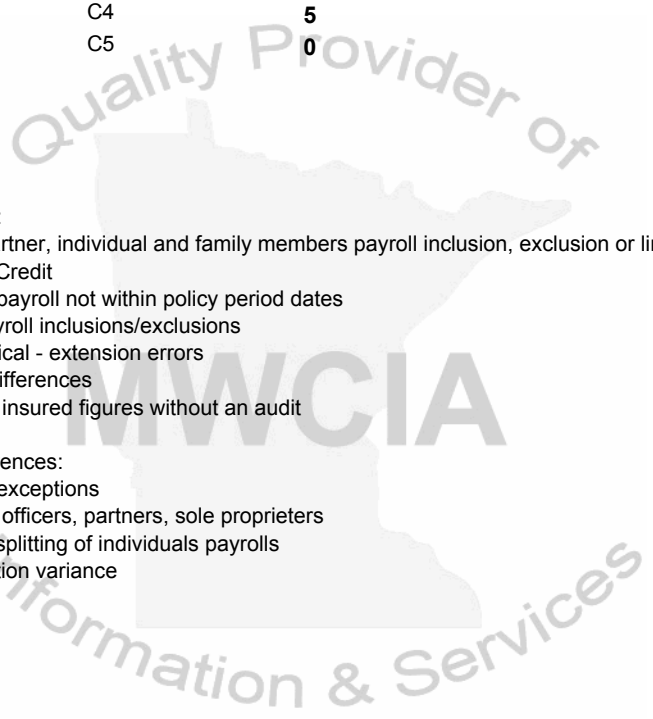 C4 5
C5 0
Quality Provider of
:
rtner, individual and family members payroll inclusion, exclusion or li
Credit
payroll not within policy period dates
yroll inclusions/exclusions
ical - extension errors
ifferences
insured figures without an audit
MWCIA
ences:
exceptions
officers, partners, sole proprieters
splitting of individuals payrolls
tion variance
Information & Services